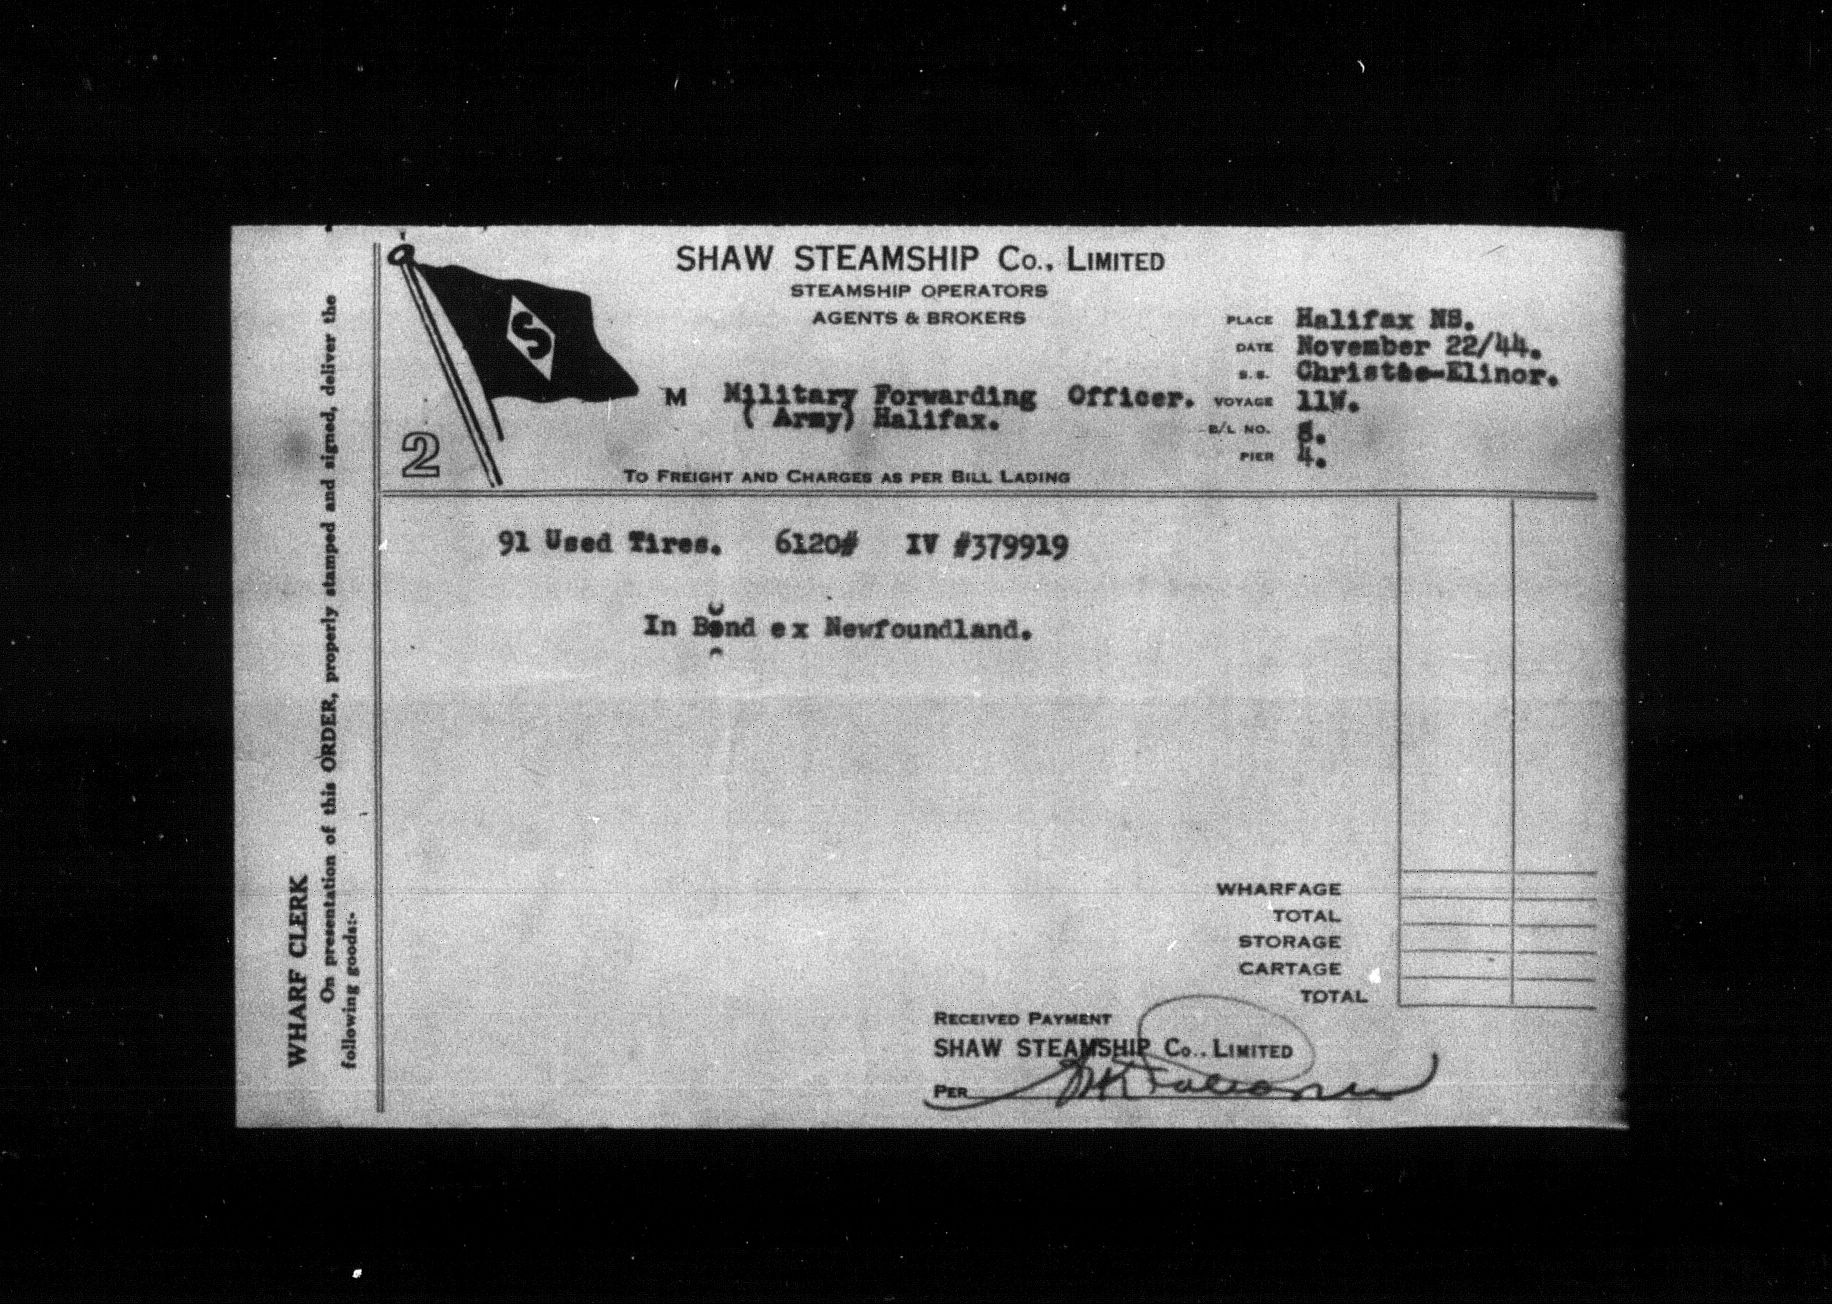 SHAW STEAMSHIP Co., LIMITED
STEAMSHIP OPERATORS
AGENTS & BROKERS
S
2
PLACE Halifax NS.
DATE November 22/44.
S.S. Christie-Elinor.
VOYAGE 11W.
B/L NO.
PIER 4.
M Military Forwarding Officer.
( Army) Halifax.
TO FREIGHT AND CHARGES AS PER BILL LADING
91 Used Tires. 6120# IV #379919
In Bond ex Newfoundland.
WHARFAGE
TOTAL
STORAGE
CARTAGE
TOTAL
RECEIVED PAYMENT
SHAW STEAMSHIP Co., LIMITED
PER
WHARF CLERK
On presentation of this ORDER, properly stamped and signed, deliver the
following goods:-